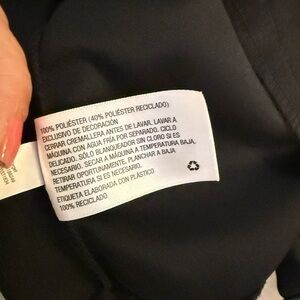 100% POLIÉSTER (40% POLIÉSTER RECICLADO)
EXCLUSIVO DE DECORACIÓN
CERRAR CREMALLERA ANTES DE LAVAR. LAVAR A
MÁQUINA CON AGUA FRÍA POR SEPARADO. CICLO
DELICADO. SÓLO BLANQUEADOR SIN CLORO SI ES
NECESARIO. SECAR A MÁQUINA A TEMPERATURA BAJA,
RETIRAR OPORTUNAMENTE. PLANCHAR A BAJA
TEMPERATURA SI ES NECESARIO.
ETIQUETA ELABORADA CON PLÁSTICO
100% RECICLADO